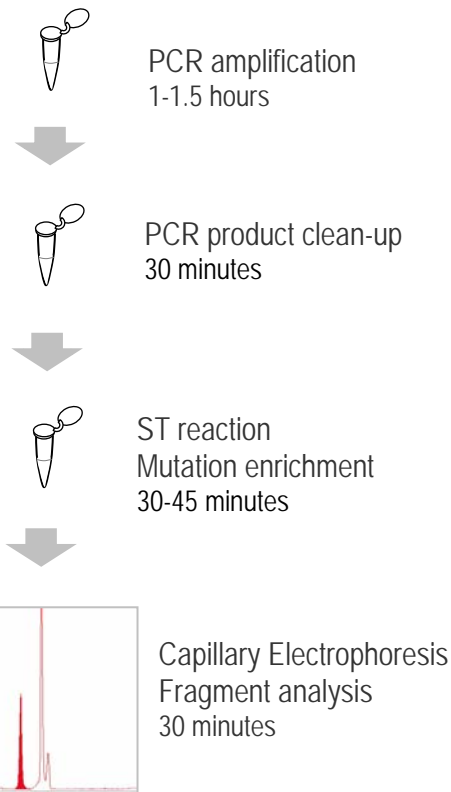 PCR amplification
1-1.5 hours
PCR product clean-up
30 minutes
ST reaction
Mutation enrichment
30-45 minutes
Capillary Electrophoresis
Fragment analysis
30 minutes